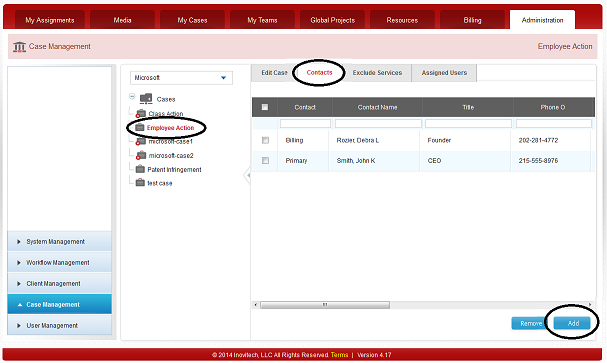 My Assignments Media My Cases My Teams Global Projects Resources Billing Administration
Case Management Employee Action
Microsoft
Cases
Class Action
Employee Action
microsoft-case1
microsoft-case2
Patent Infringement
test case
System Management
Workflow Management
Client Management
Case Management
User Management
Edit Case Contacts Exclude Services Assigned Users
Contact Contact Name Title Phone O
Billing Rozier, Debra L Founder 202-281-4772
Primary Smith, John K CEO 215-555-8976
Remove Add
© 2014 Inovitech, LLC All Rights Reserved. Terms | Version 4.17